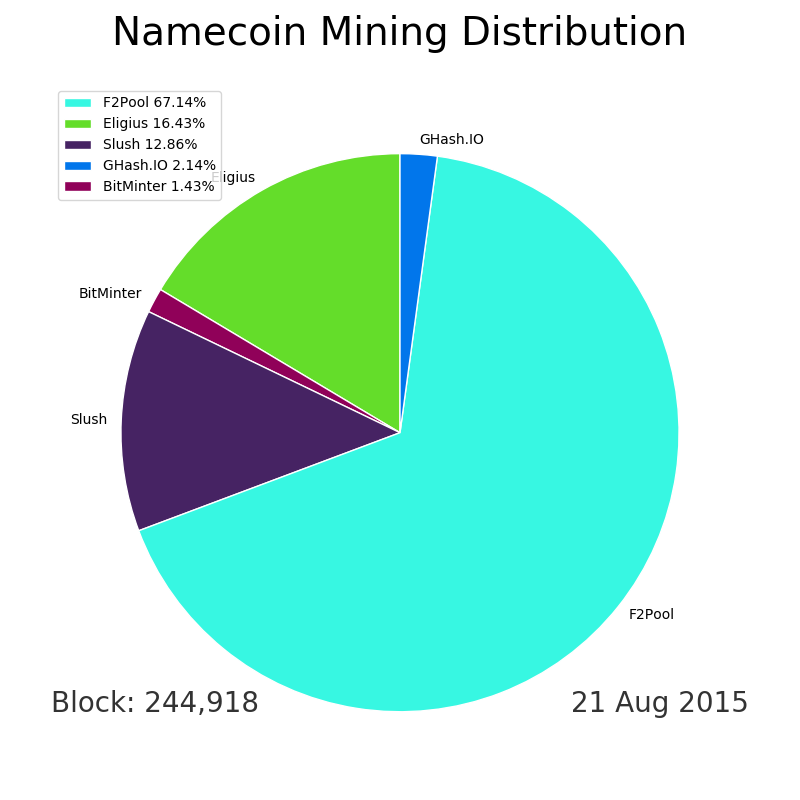 Namecoin Mining Distribution
F2Pool 67.14%
Eligius 16.43%
Slush 12.86%
GHash.IO 2.14%
BitMinter 1.43%
GHash.IO
Eligius
BitMinter
Slush
F2Pool
Block: 244,918
21 Aug 2015